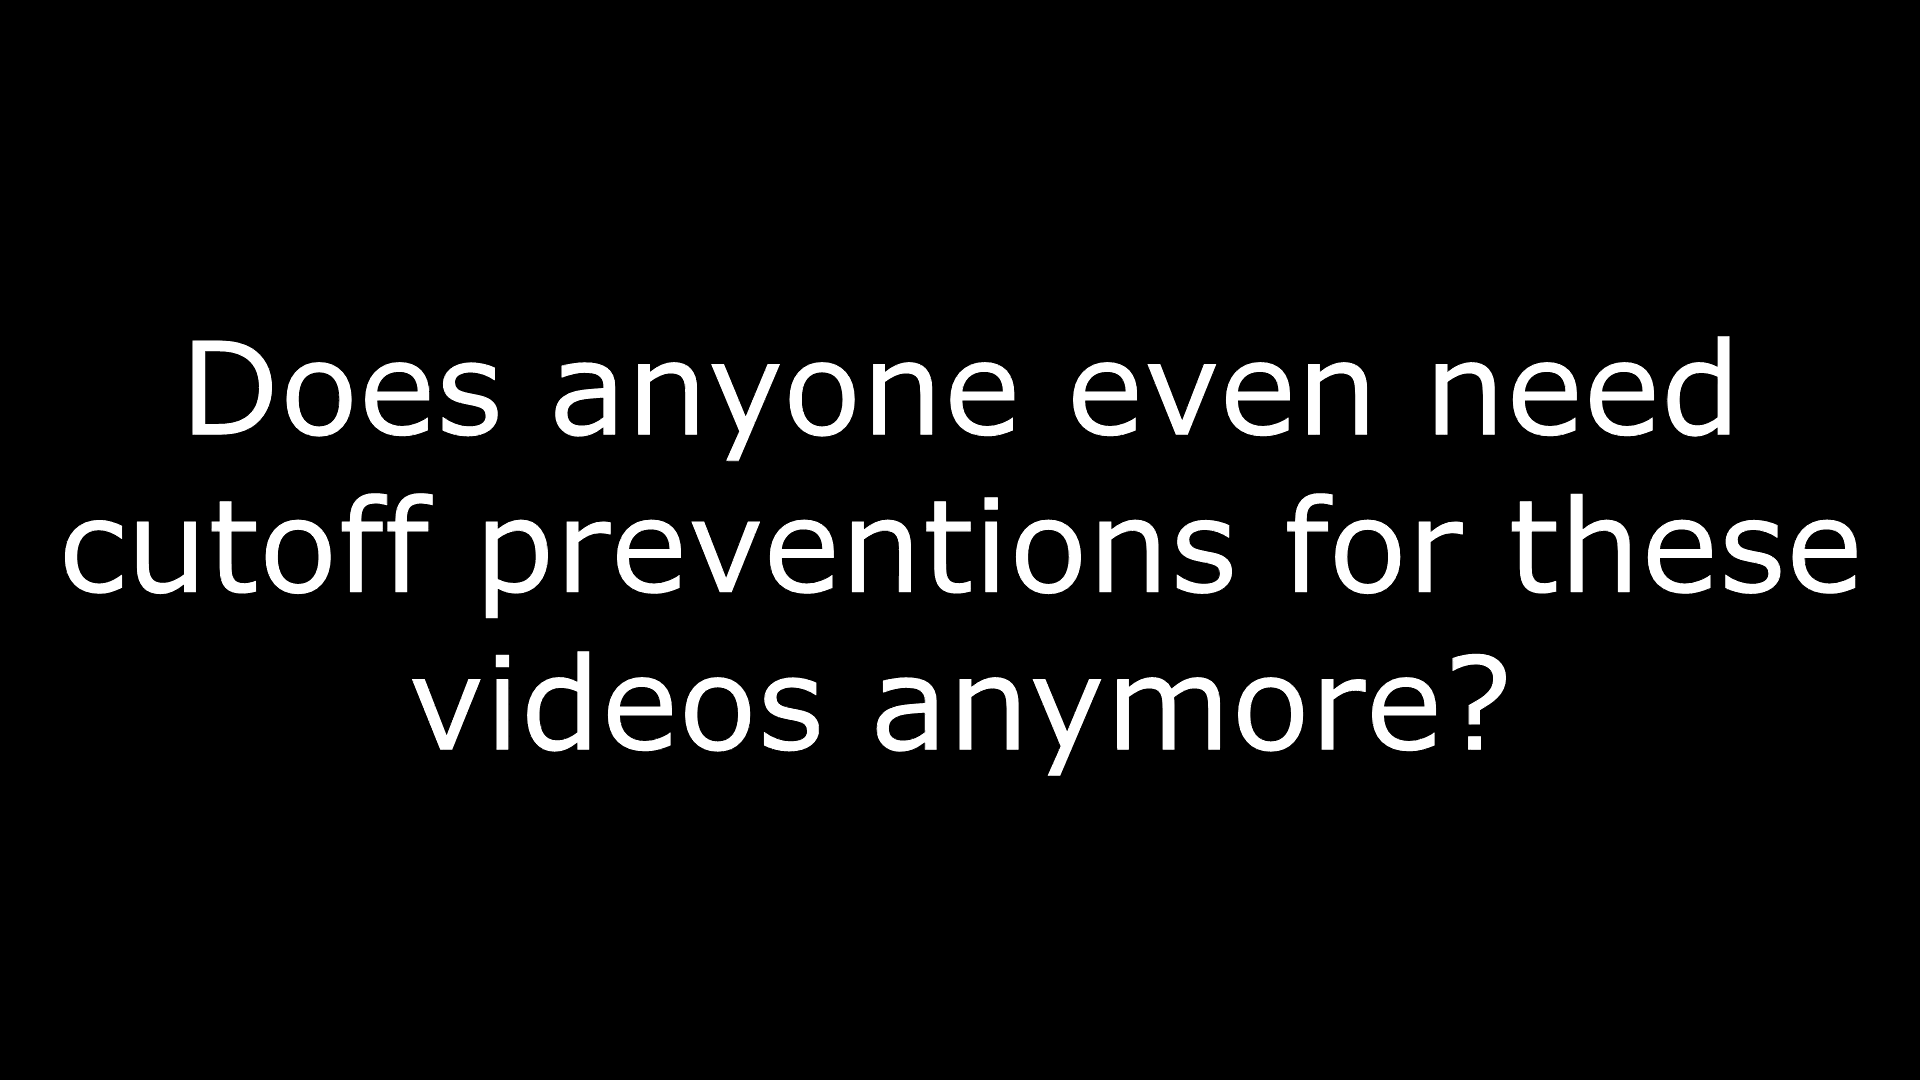 Does anyone even need
cutoff preventions for these
videos anymore?